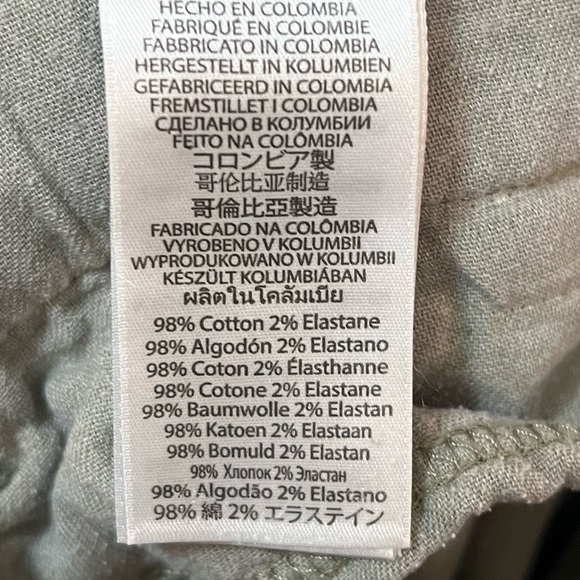 HECHO EN COLOMBIA
FABRIQUÉ EN COLOMBIE
FABBRICATO IN COLOMBIA
HERGESTELLT IN KOLUMBIEN
GEFABRICEERD IN COLOMBIA
FREMSTILLET I COLOMBIA
СДЕЛАНО В КОЛУМБИИ
FEITO NA COLÔMBIA
コロンビア製
哥伦比亚制造
哥倫比亞製造
FABRICADO NA COLÔMBIA
VYROBENO V KOLUMBII
WYPRODUKOWANO W KOLUMBII
KÉSZÜLT KOLUMBIÁBAN
ผลิตในโคลัมเบีย
98% Cotton 2% Elastane
98% Algodón 2% Elastano
98% Coton 2% Élasthanne
98% Cotone 2% Elastane
98% Baumwolle 2% Elastan
98% Katoen 2% Elastaan
98% Bomuld 2% Elastan
98% Хлопок 2% Эластан
98% Algodão 2% Elastano
98% 綿 2% エラステイン